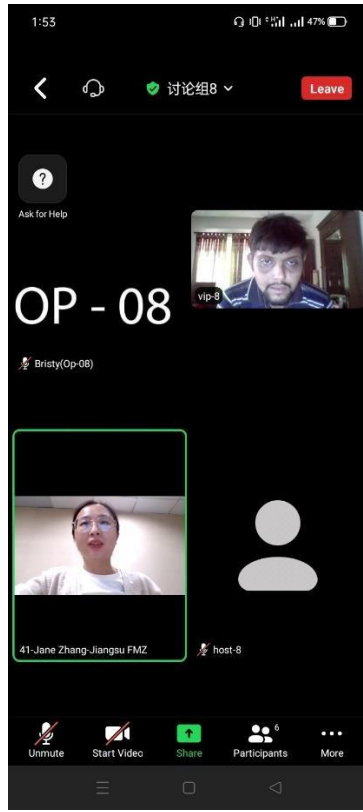 1:53
47%
讨论组8
Leave
?
Ask for Help
OP - 08
vip-8
Bristy(Op-08)
41-Jane Zhang-Jiangsu FMZ
host-8
6
Unmute
Start Video
Share
Participants
More